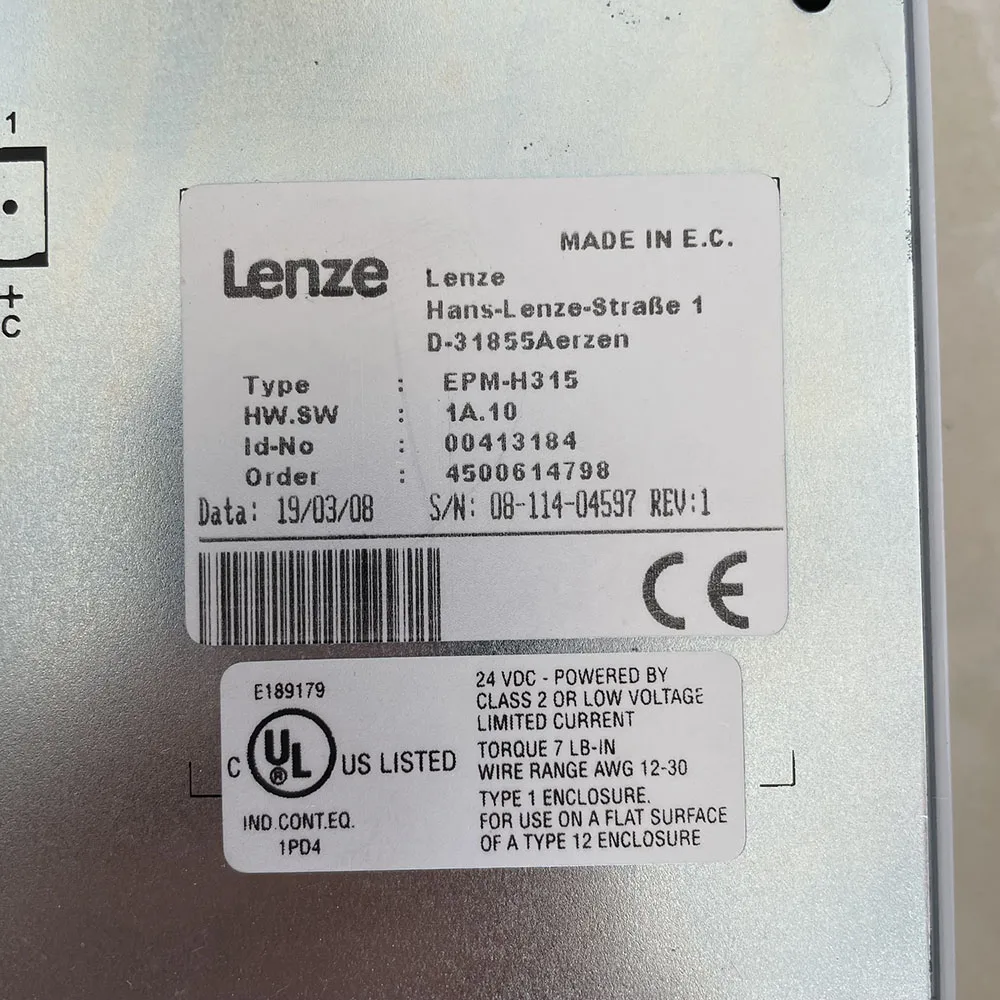 1
+
C
MADE IN E.C.
Lenze
Lenze
Hans-Lenze-Straße 1
D-31855Aerzen
Type : EPM-H315
HW.SW : 1A.10
Id-No : 00413184
Order : 4500614798
Data: 19/03/08 S/N: 08-114-04597 REV:1
CE
E189179
C UL ® US LISTED
IND.CONT.EQ.
1PD4
24 VDC - POWERED BY
CLASS 2 OR LOW VOLTAGE
LIMITED CURRENT
TORQUE 7 LB-IN
WIRE RANGE AWG 12-30
TYPE 1 ENCLOSURE.
FOR USE ON A FLAT SURFACE
OF A TYPE 12 ENCLOSURE